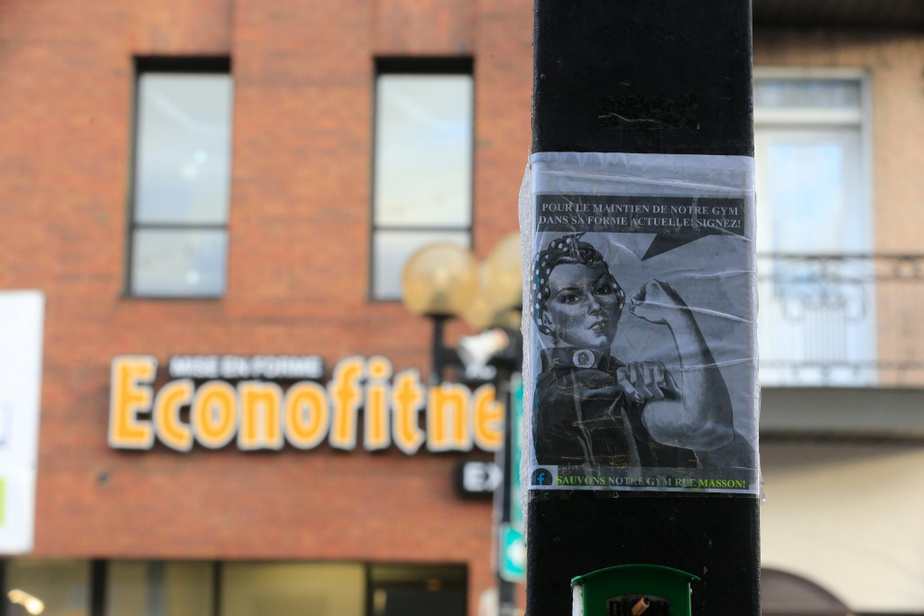 POUR LE MAINTIEN DE NOTRE GYM
DANS SA FORME ACTUELLE! SIGNEZ!
MISE EN FORME
Econofitne
EX
f
SAUVONS NOTRE GYM RUE MASSON!